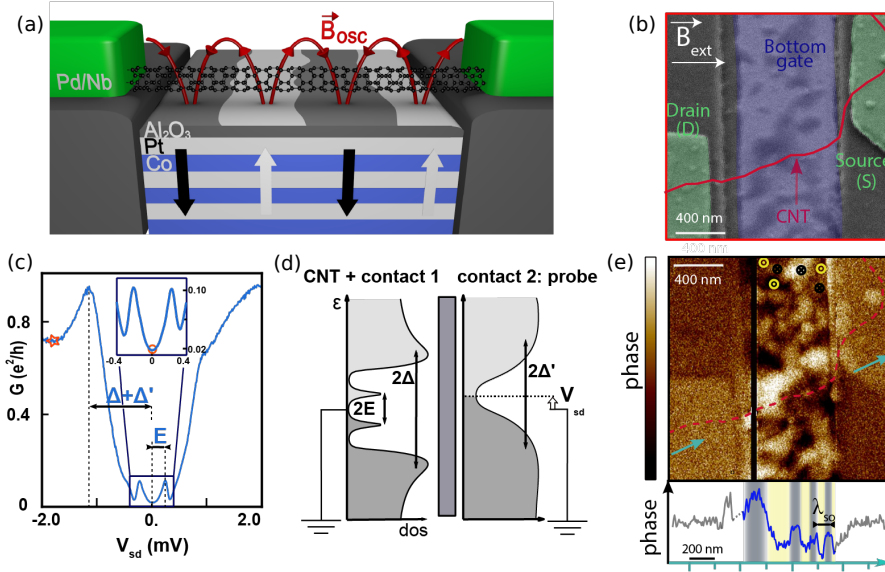 (a)
B⃗osc
Pd/Nb
Al₂O₃
Pt
Co
(b)
B⃗ext
Bottom
gate
Drain
(D)
Source
(S)
CNT
400 nm
400 nm
(c)
G (e²/h)
0.8
0.4
0
-2.0
0.
2.0
V_sd (mV)
Δ+Δ'
E
0.10
0.02
-0.4
0
0.4
(d)
CNT + contact 1
contact 2: probe
ε
2Δ
2E
2Δ'
V_sd
dos
(e)
400 nm
phase
phase
λ_so
200 nm